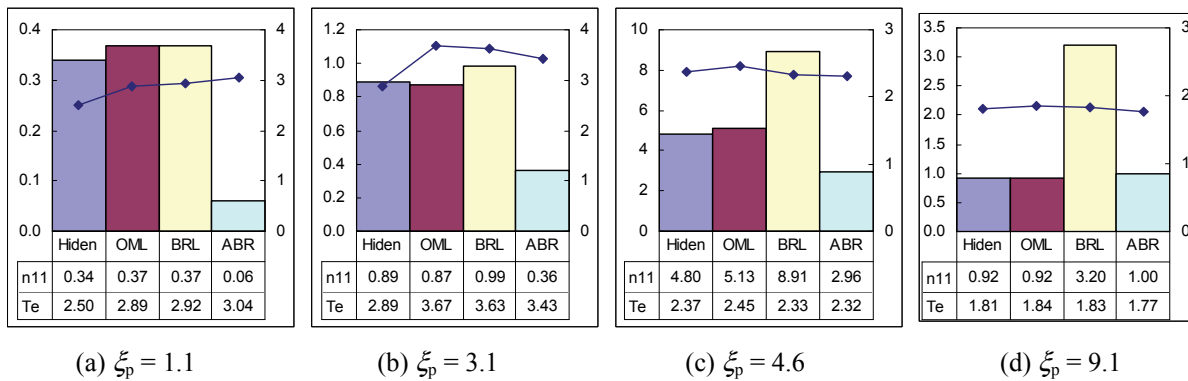 0.4
0.3
0.2
0.1
0.0
4
3
2
1
0
Hiden OML BRL ABR
n11 0.34 0.37 0.37 0.06
Te 2.50 2.89 2.92 3.04
(a) ξp = 1.1
1.2
1.0
0.8
0.6
0.4
0.2
0.0
4
3
2
1
0
Hiden OML BRL ABR
n11 0.89 0.87 0.99 0.36
Te 2.89 3.67 3.63 3.43
(b) ξp = 3.1
10
8
6
4
2
0
3
2
1
0
Hiden OML BRL ABR
n11 4.80 5.13 8.91 2.96
Te 2.37 2.45 2.33 2.32
(c) ξp = 4.6
3.5
3.0
2.5
2.0
1.5
1.0
0.5
0.0
3
2
1
0
Hiden OML BRL ABR
n11 0.92 0.92 3.20 1.00
Te 1.81 1.84 1.83 1.77
(d) ξp = 9.1